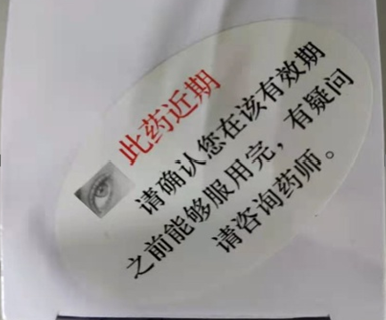 此药近期
请确认您在该有效期
之前能够服用完，有疑问
请咨询药师。